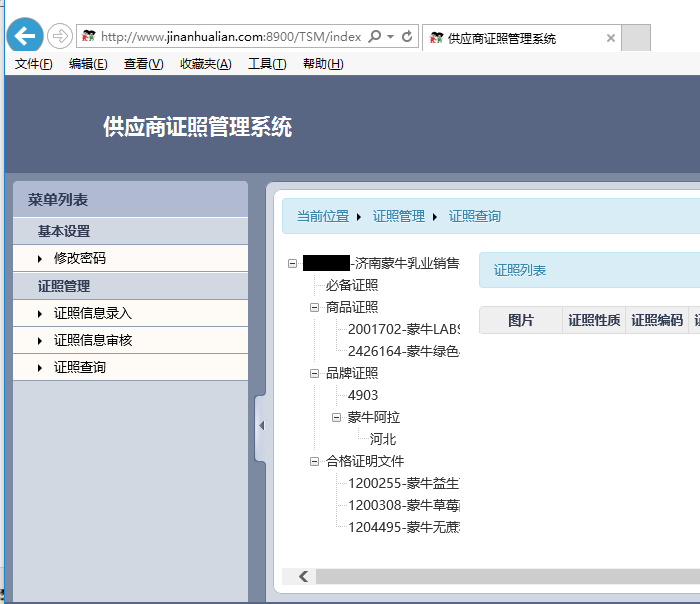 http://www.jinanhualian.com:8900/TSM/index
供应商证照管理系统
文件(F) 编辑(E) 查看(V) 收藏夹(A) 工具(T) 帮助(H)
供应商证照管理系统
菜单列表
基本设置
修改密码
证照管理
证照信息录入
证照信息审核
证照查询
当前位置 证照管理 证照查询
-济南蒙牛乳业销售
必备证照
商品证照
2001702-蒙牛LABS
2426164-蒙牛绿色
品牌证照
4903
蒙牛阿拉
河北
合格证明文件
1200255-蒙牛益生
1200308-蒙牛草莓
1204495-蒙牛无蔗
证照列表
图片 证照性质 证照编码